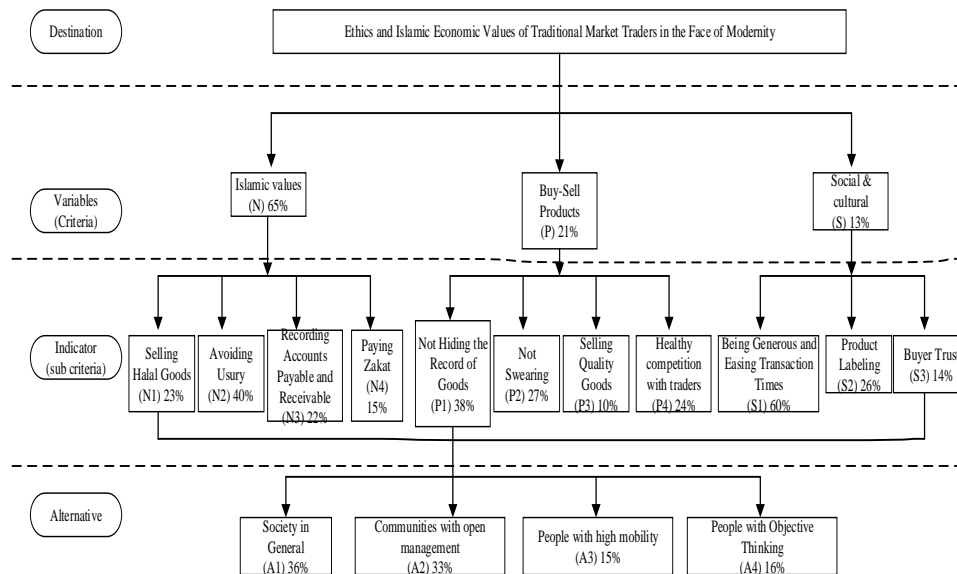 Destination
Ethics and Islamic Economic Values of Traditional Market Traders in the Face of Modernity
Variables
(Criteria)
Islamic values
(N) 65%
Buy-Sell
Products
(P) 21%
Social &
cultural
(S) 13%
Indicator
(sub criteria)
Selling
Halal Goods
(N1) 23%
Avoiding
Usury
(N2) 40%
Recording
Accounts
Payable and
Receivable
(N3) 22%
Paying
Zakat
(N4)
15%
Not Hiding the
Record of
Goods
(P1) 38%
Not
Swearing
(P2) 27%
Selling
Quality
Goods
(P3) 10%
Healthy
competition
with traders
(P4) 24%
Being Generous and
Easing Transaction
Times
(S1) 60%
Product
Labeling
(S2) 26%
Buyer Trust
(S3) 14%
Alternative
Society in
General
(A1) 36%
Communities with open
management
(A2) 33%
People with high mobility
(A3) 15%
People with Objective
Thinking
(A4) 16%